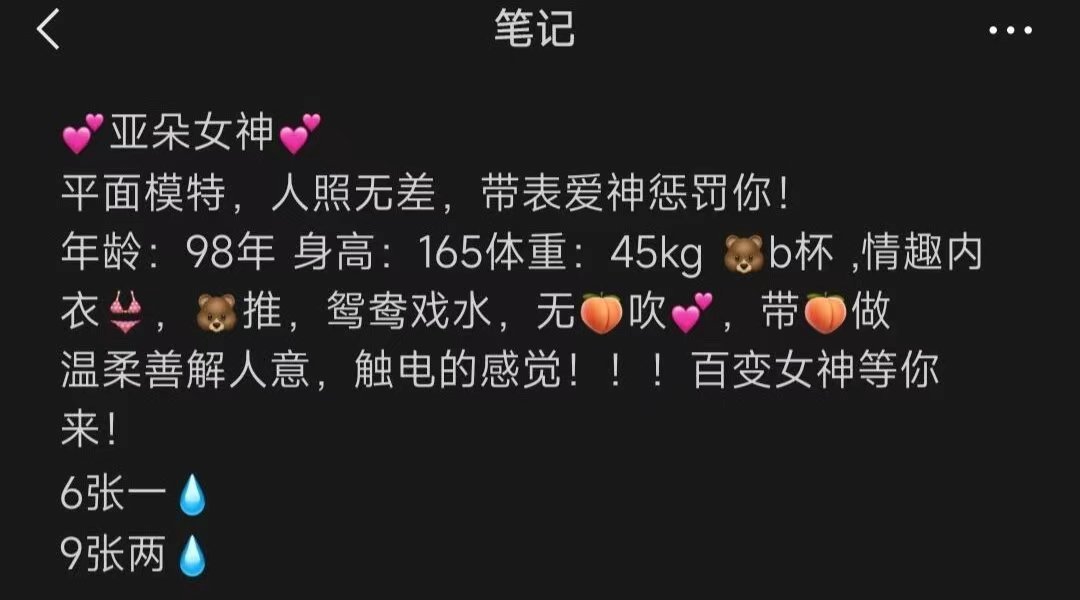 笔记
💕亚朵女神💕
平面模特，人照无差，带表爱神惩罚你！
年龄：98年 身高：165体重：45kg 🐻b杯 ,情趣内
衣👙，🐻推，鸳鸯戏水，无🍑吹💕，带🍑做
温柔善解人意，触电的感觉！！！百变女神等你
来！
6张一💧
9张两💧